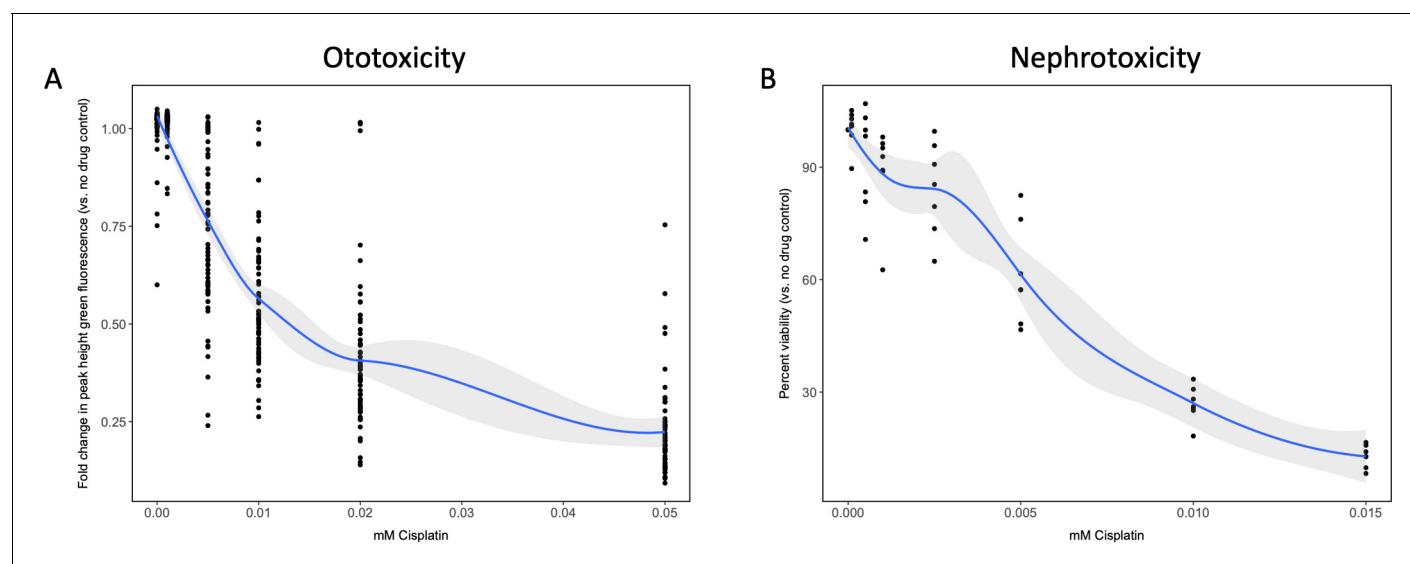 Ototoxicity
Nephrotoxicity
A
B
Fold change in peak height green fluorescence (vs. no drug control)
1.00
0.75
0.50
0.25
0.00
0.01
0.02
0.03
0.04
0.05
mM Cisplatin
Percent viability (vs. no drug control)
90
60
30
0.000
0.005
0.010
0.015
mM Cisplatin